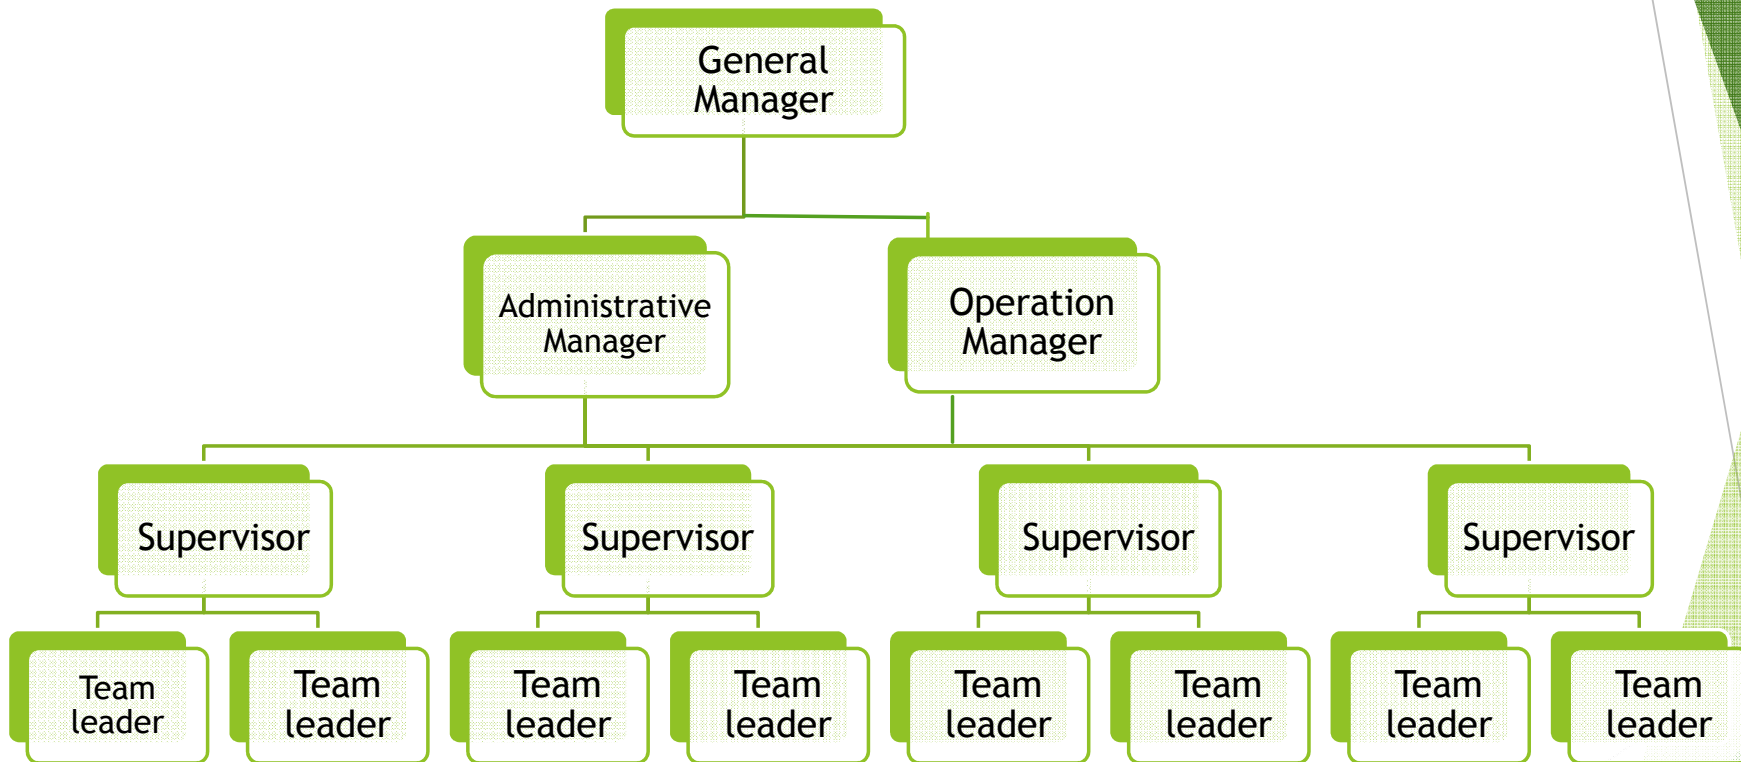 General
Manager
Administrative
Manager
Operation
Manager
Supervisor
Supervisor
Supervisor
Supervisor
Team
leader
Team
leader
Team
leader
Team
leader
Team
leader
Team
leader
Team
leader
Team
leader